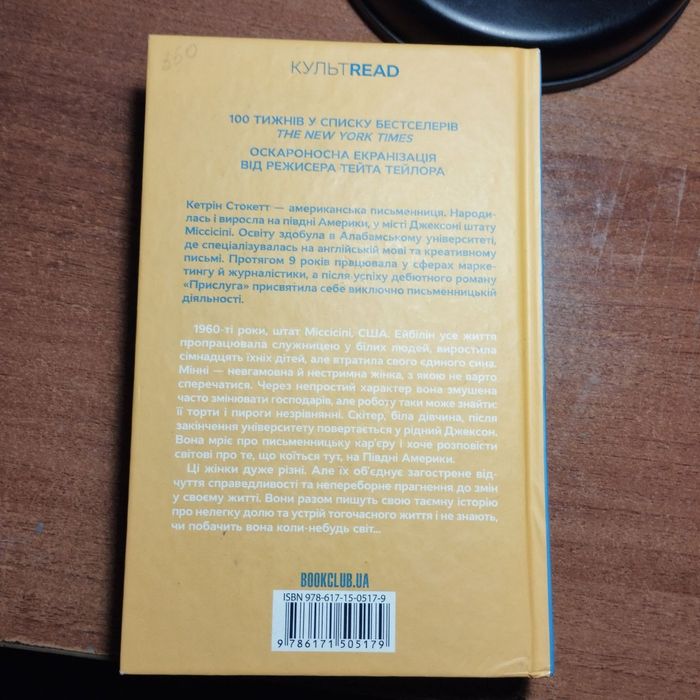 350
КУЛЬТREAD
100 ТИЖНІВ У СПИСКУ БЕСТСЕЛЕРІВ
THE NEW YORK TIMES
ОСКАРОНОСНА ЕКРАНІЗАЦІЯ
ВІД РЕЖИСЕРА ТЕЙТА ТЕЙЛОРА
Кетрін Стокетт — американська письменниця. Народи-
лась і виросла на півдні Америки, у місті Джексоні штату
Міссісіпі. Освіту здобула в Алабамському університеті,
де спеціалізувалась на англійській мові та креативному
письмі. Протягом 9 років працювала у сферах марке-
тингу й журналістики, а після успіху дебютного роману
«Прислуга» присвятила себе виключно письменницькій
діяльності.
1960-ті роки, штат Міссісіпі, США. Ейбілін усе життя
пропрацювала служницею у білих людей, виростила
сімнадцять їхніх дітей, але втратила свого єдиного сина.
Мінні — невгамовна й нестримна жінка, з якою не варто
сперечатися. Через непростий характер вона змушена
часто змінювати господарів, але роботу таки може знайти:
її торти і пироги незрівнянні. Скітер, біла дівчина, після
закінчення університету повертається у рідний Джексон.
Вона мріє про письменницьку кар'єру і хоче розповісти
світові про те, що коїться тут, на Півдні Америки.
Ці жінки дуже різні. Але їх об'єднує загострене від-
чуття справедливості та непереборне прагнення до змін
у своєму житті. Вони разом пишуть свою таємну історію
про нелегку долю та устрій тогочасного життя і не знають,
чи побачить вона коли-небудь світ...
BOOKCLUB.UA
ISBN 978-617-15-0517-9
9 786171 505179